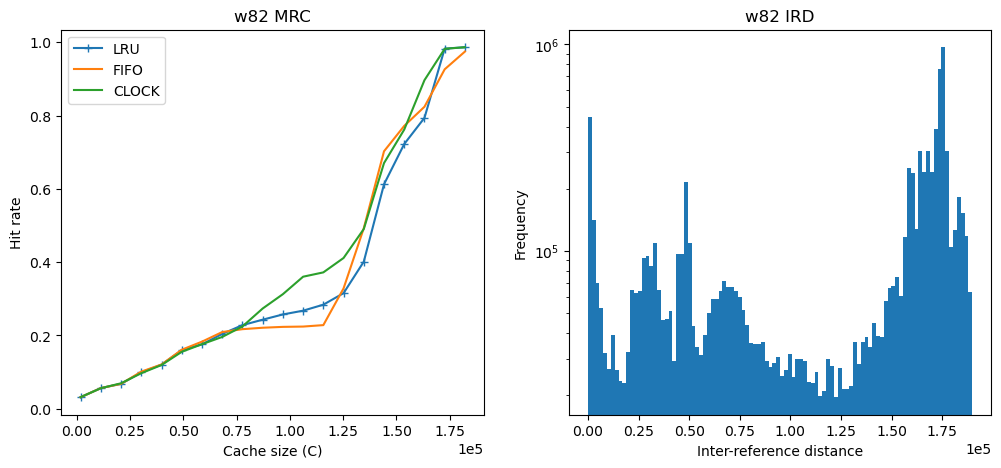 w82 MRC
LRU
FIFO
CLOCK
Hit rate
1.0
0.8
0.6
0.4
0.2
0.0
0.00 0.25 0.50 0.75 1.00 1.25 1.50 1.75
1e5
Cache size (C)
w82 IRD
Frequency
10^6
10^5
0.00 0.25 0.50 0.75 1.00 1.25 1.50 1.75
1e5
Inter-reference distance